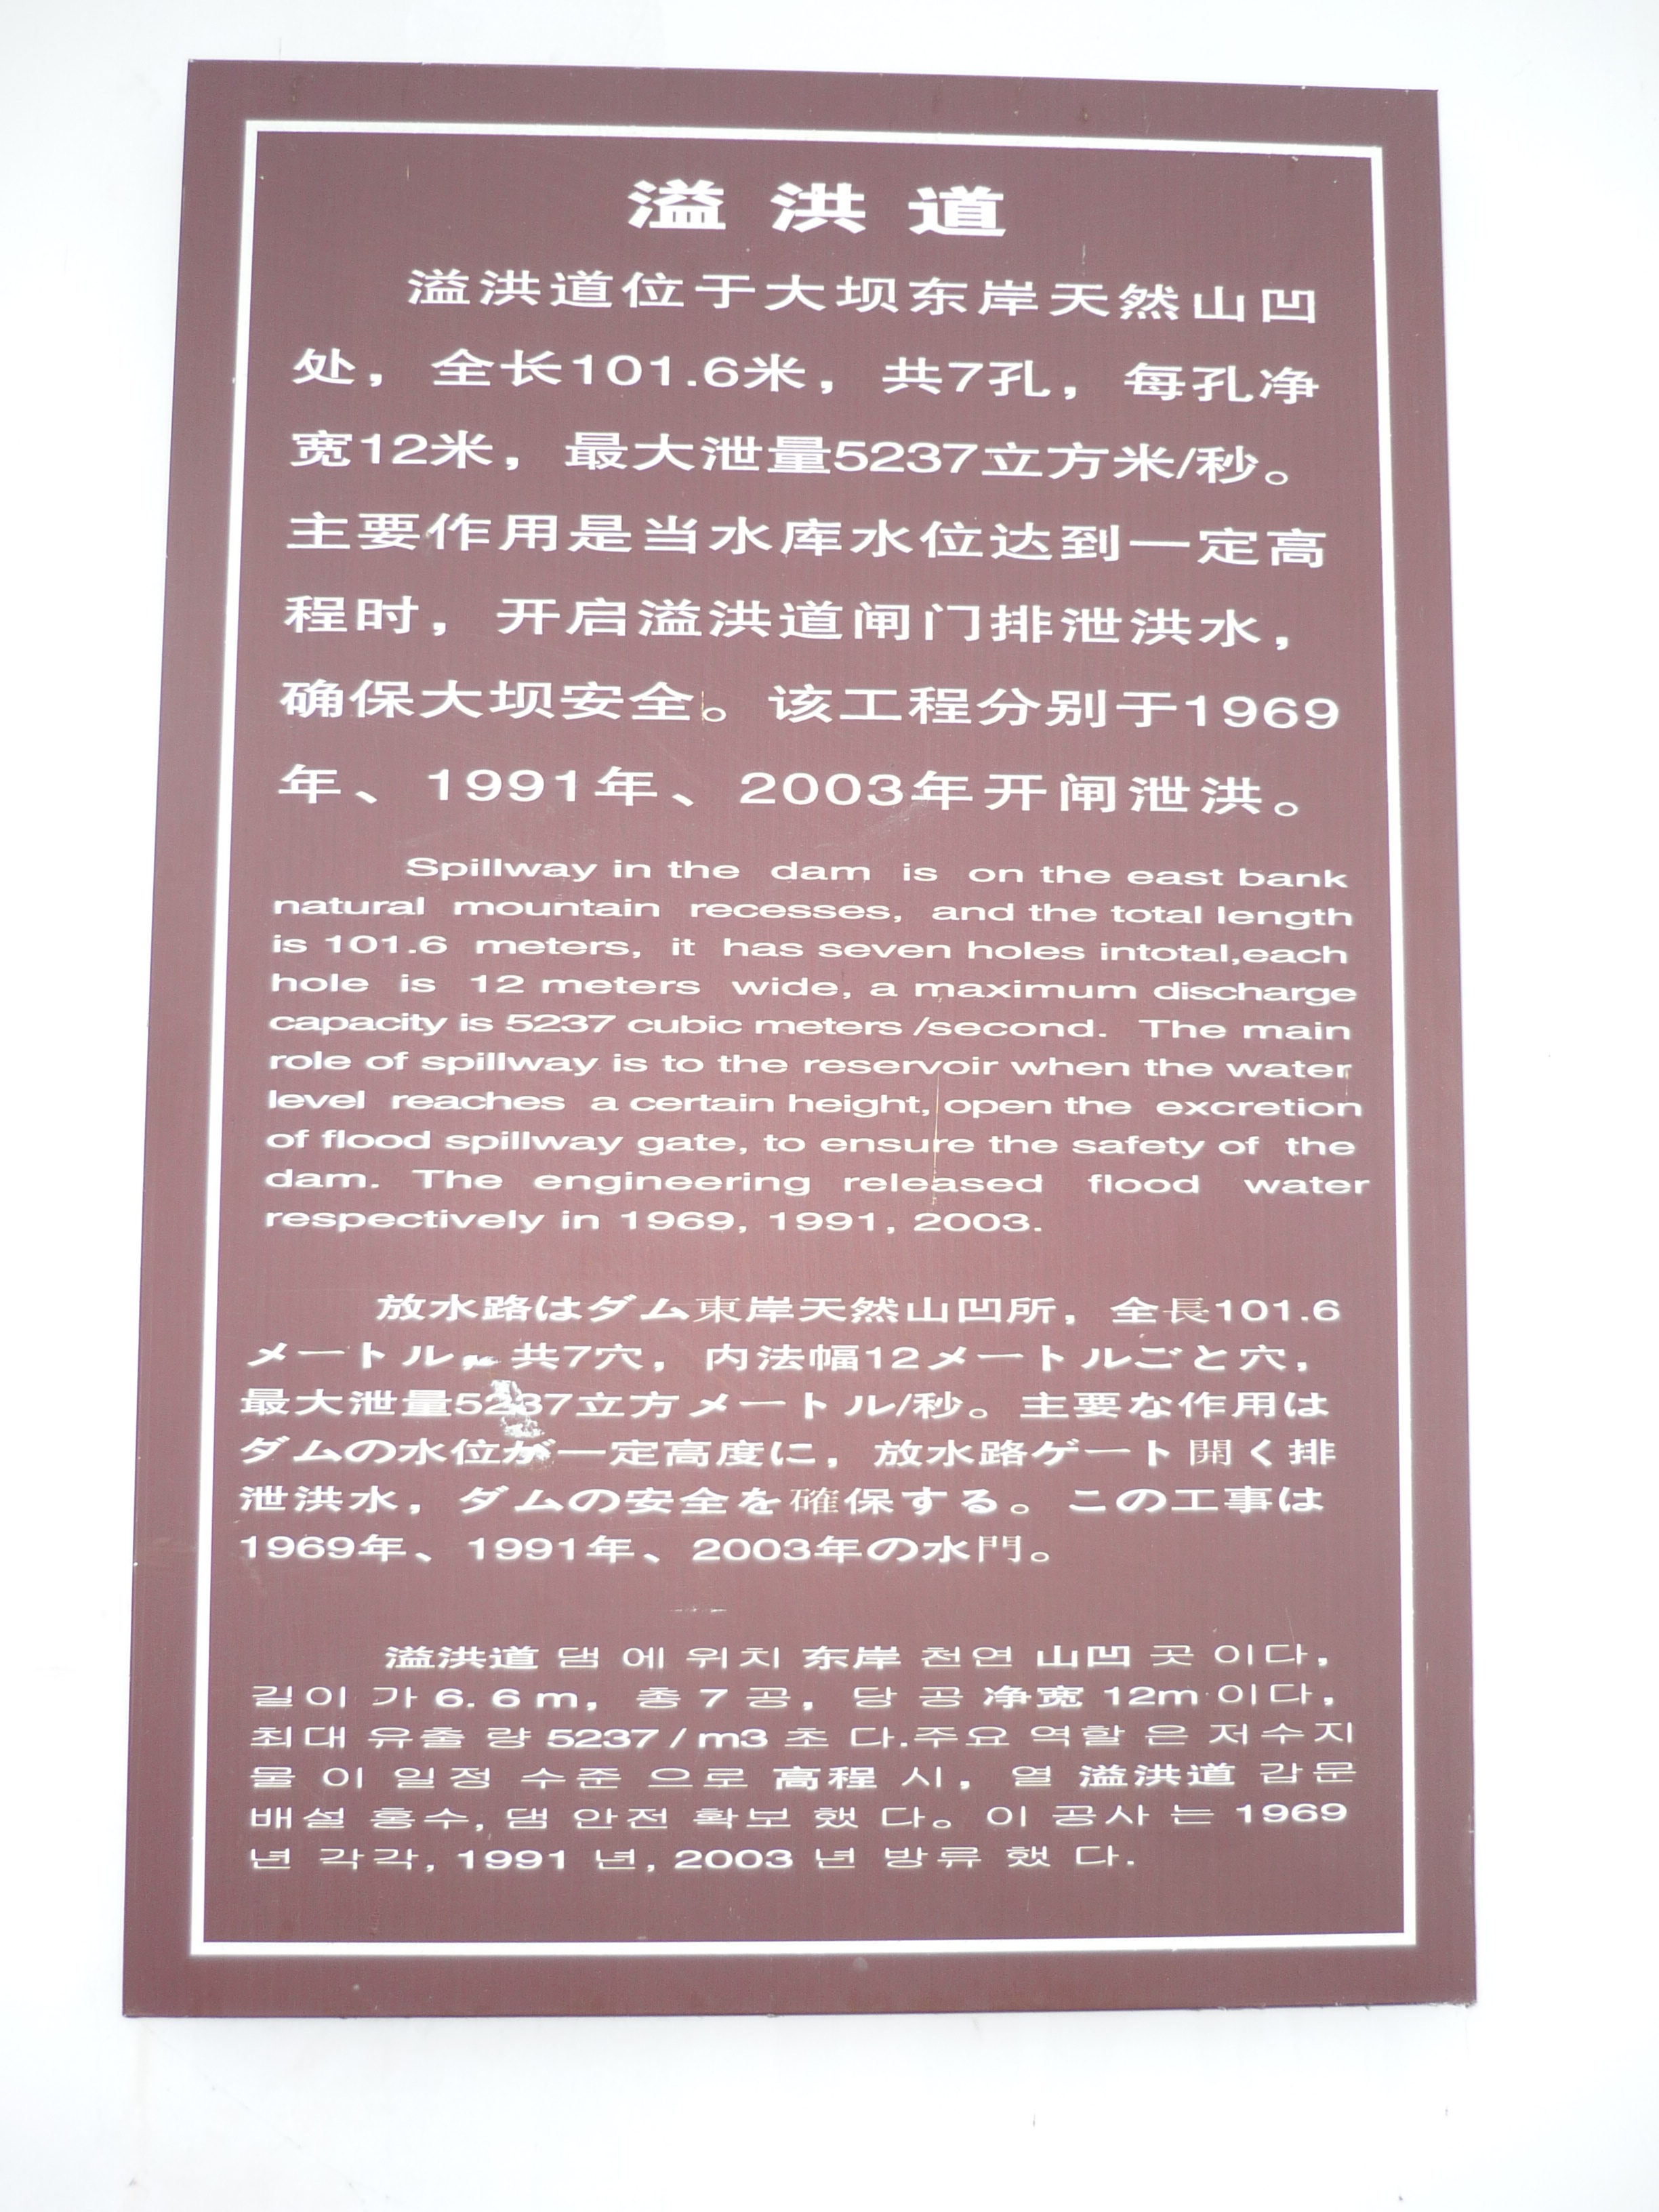 溢洪道
溢洪道位于大坝东岸天然山凹
处，全长101.6米，共7孔，每孔净
宽12米，最大泄量5237立方米/秒。
主要作用是当水库水位达到一定高
程时，开启溢洪道闸门排泄洪水，
确保大坝安全。该工程分别于1969
年、1991年、2003年开闸泄洪。
Spillway in the dam is on the east bank
natural mountain recesses, and the total length
is 101.6 meters, it has seven holes intotal,each
hole is 12 meters wide, a maximum discharge
capacity is 5237 cubic meters /second. The main
role of spillway is to the reservoir when the water
level reaches a certain height, open the excretion
of flood spillway gate, to ensure the safety of the
dam. The engineering released flood water
respectively in 1969, 1991, 2003.
放水路はダム東岸天然山凹所，全長101.6
メートル，共7穴，内法幅12メートルごと穴，
最大泄量5237立方メートル/秒。主要な作用は
ダムの水位が一定高度に，放水路ゲート開く排
泄洪水，ダムの安全を確保する。この工事は
1969年、1991年、2003年の水門。
溢洪道 댐 에 위치 东岸 천연 山凹 곳 이다，
길이 가 6. 6 m， 총 7 공， 당 공 净宽 12m 이다，
최대 유출 량 5237 / m3 초 다.주요 역할 은 저수지
물 이 일정 수준 으로 高程 시， 열 溢洪道 갑문
배설 홍수, 댐 안전 확보 했 다。이 공사 는 1969
년 각각, 1991 년, 2003 년 방류 했 다.